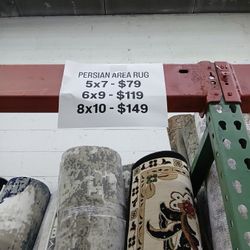 PERSIAN AREA RUG
5x7 - $79
6x9 - $119
8x10 - $149